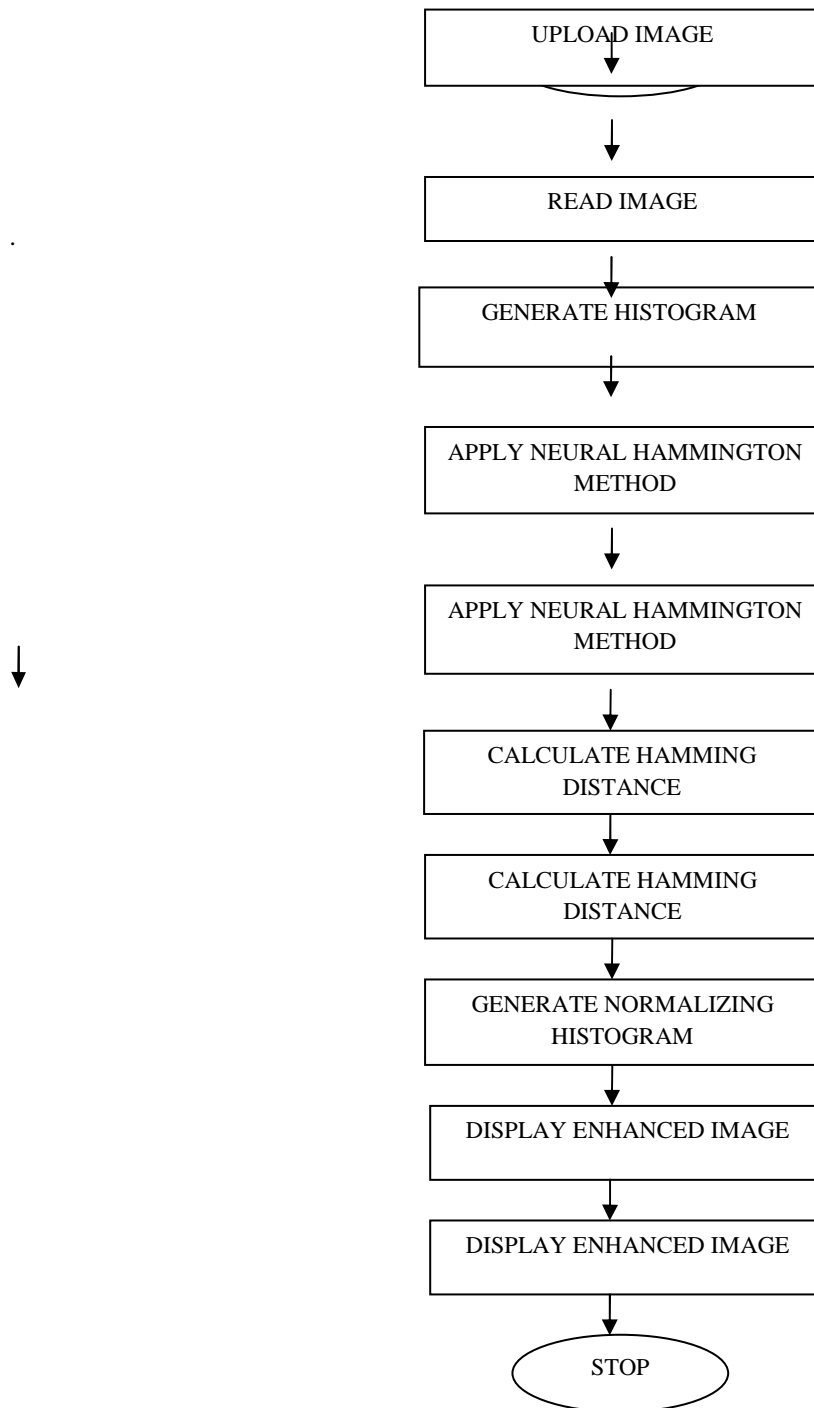 UPLOAD IMAGE
READ IMAGE
.
GENERATE HISTOGRAM
APPLY NEURAL HAMMINGTON
METHOD
APPLY NEURAL HAMMINGTON
METHOD
CALCULATE HAMMING
DISTANCE
CALCULATE HAMMING
DISTANCE
GENERATE NORMALIZING
HISTOGRAM
DISPLAY ENHANCED IMAGE
DISPLAY ENHANCED IMAGE
STOP